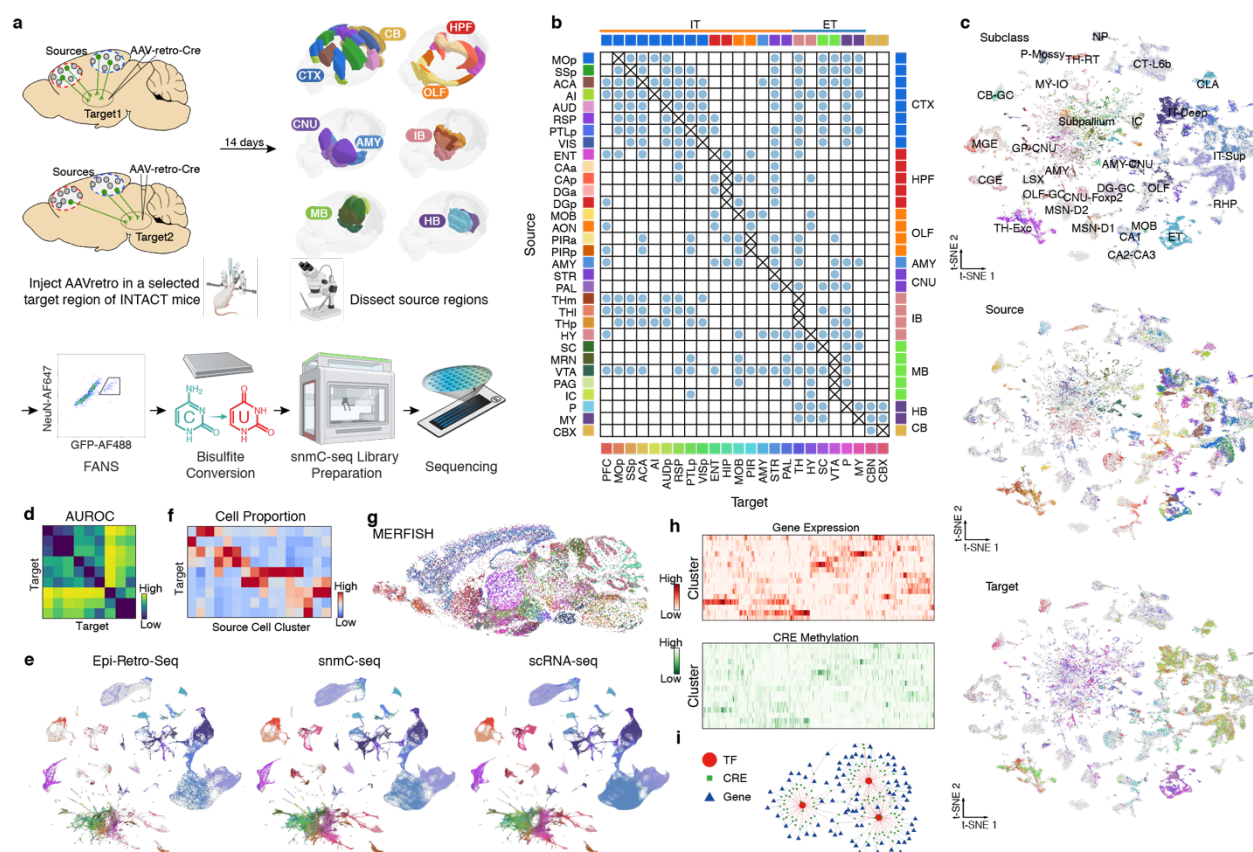 a
Sources
AAV-retro-Cre
Target1
Sources
AAV-retro-Cre
Target2
14 days
CB
CTX
HPF
OLF
CNU
AMY
IB
MB
HB
Inject AAVretro in a selected
target region of INTACT mice
Dissect source regions
NeuN-AF647
GFP-AF488
FANS
NH₂
C
N
N
H
O
O
U
NH
N
H
O
Bisulfite
Conversion
snmC-seq Library
Preparation
Sequencing
b
IT
ET
Source
MOp
SSp
ACA
AI
AUD
RSP
PTLp
VIS
ENT
CAa
CAp
DGa
DGp
MOB
AON
PIRa
PIRp
AMY
STR
PAL
THm
THl
THp
HY
SC
MRN
VTA
PAG
IC
P
MY
CBX
CTX
HPF
OLF
AMY
CNU
IB
MB
HB
CB
PFC
MOp
SSp
ACA
AI
AUDp
RSP
PTLp
VISp
ENT
HIP
MOB
PIR
AMY
STR
PAL
TH
HY
SC
VTA
P
MY
CBN
CBX
Target
c
Subclass
NP
P-Mossy
TH-RT
CT-L6b
MY-IO
CLA
CB-GC
Subpallium
IC
IT-Deep
MGE
GP-CNU
IT-Sup
AMY-CNU
AMY
CGE
LSX
DG-GC
OLF
OLF-GC
CNU-Foxp2
RHP
MSN-D2
TH-Exc
MSN-D1
MOB
CA1
ET
CA2-CA3
t-SNE 2
t-SNE 1
Source
t-SNE 2
t-SNE 1
Target
t-SNE 2
t-SNE 1
d
AUROC
Target
Target
High
Low
f
Cell Proportion
Target
Source Cell Cluster
High
Low
g
MERFISH
h
Gene Expression
Cluster
High
Low
CRE Methylation
Cluster
High
Low
e
Epi-Retro-Seq
snmC-seq
scRNA-seq
i
TF
CRE
Gene